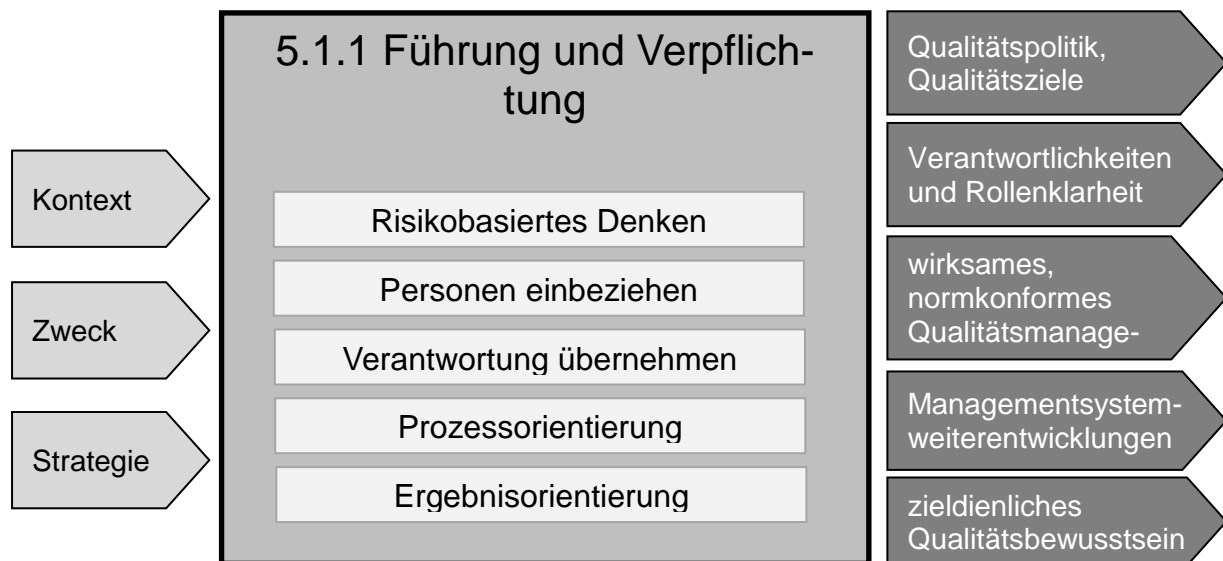 5.1.1 Führung und Verpflich-
tung
Kontext
Zweck
Strategie
Risikobasiertes Denken
Personen einbeziehen
Verantwortung übernehmen
Prozessorientierung
Ergebnisorientierung
Qualitätspolitik,
Qualitätsziele
Verantwortlichkeiten
und Rollenklarheit
wirksames,
normkonformes
Qualitätsmanage-
Managementsystem-
weiterentwicklungen
zieldienliches
Qualitätsbewusstsein